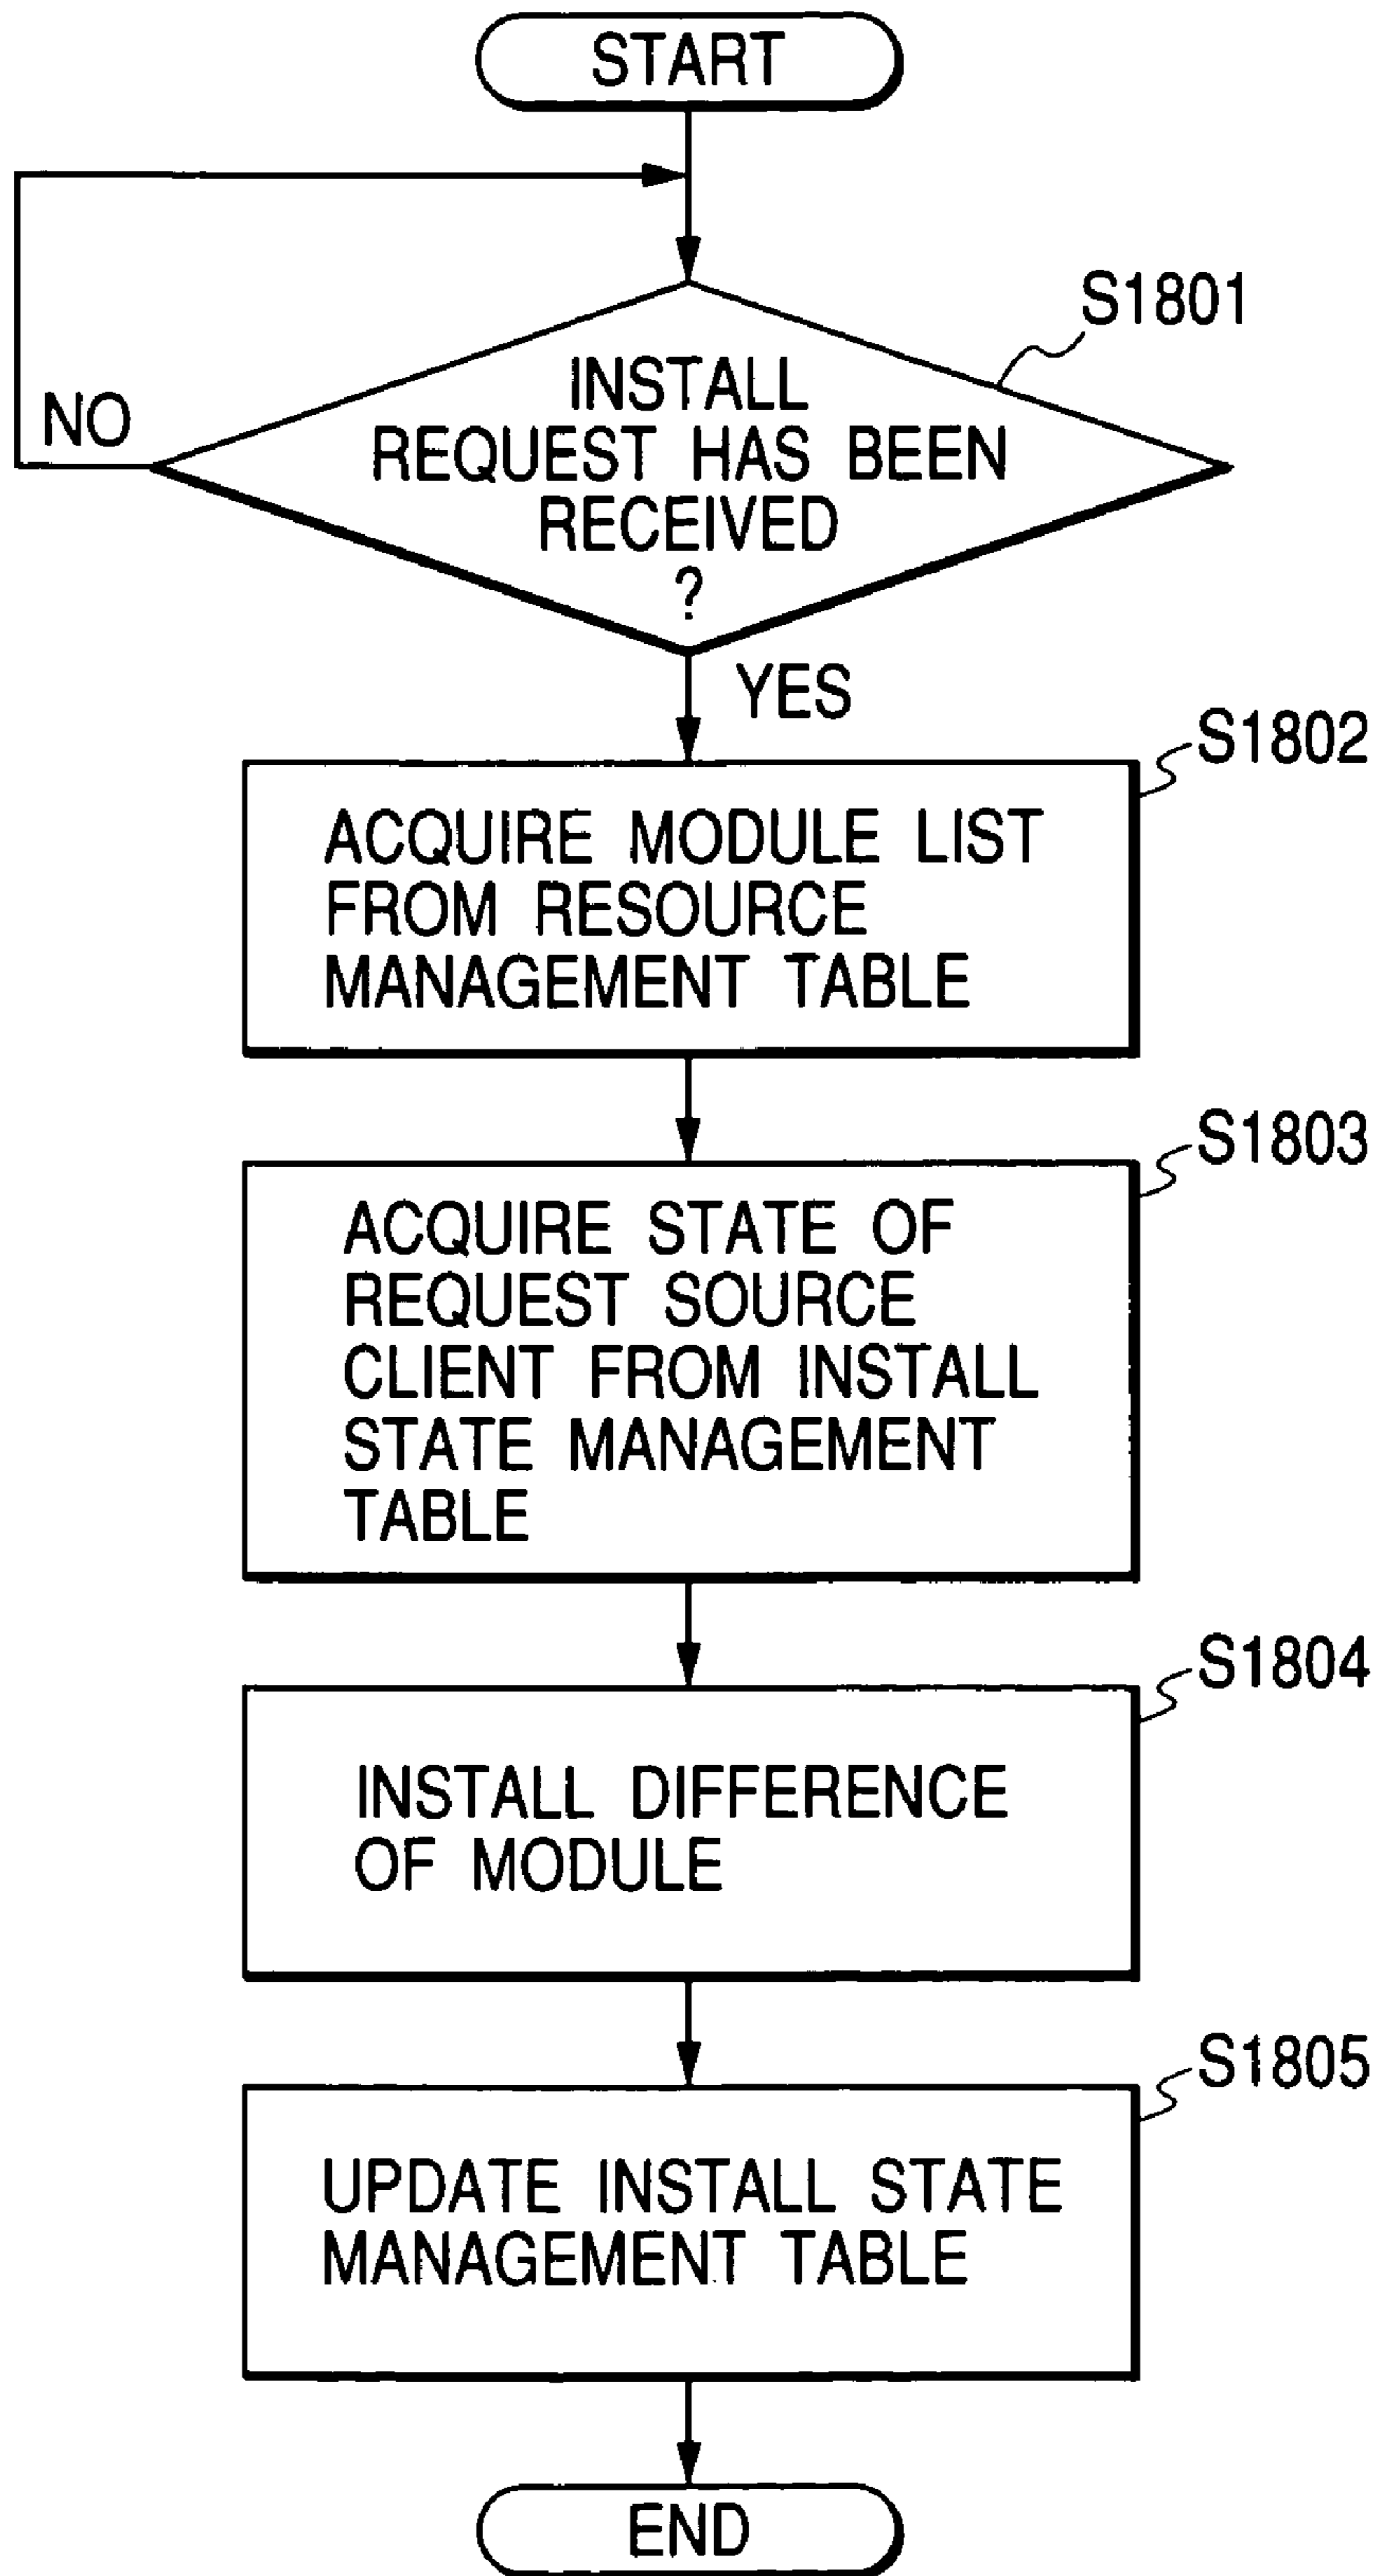 START
S1801
INSTALL
REQUEST HAS BEEN
RECEIVED
?
NO
YES
S1802
ACQUIRE MODULE LIST
FROM RESOURCE
MANAGEMENT TABLE
S1803
ACQUIRE STATE OF
REQUEST SOURCE
CLIENT FROM INSTALL
STATE MANAGEMENT
TABLE
S1804
INSTALL DIFFERENCE
OF MODULE
S1805
UPDATE INSTALL STATE
MANAGEMENT TABLE
END